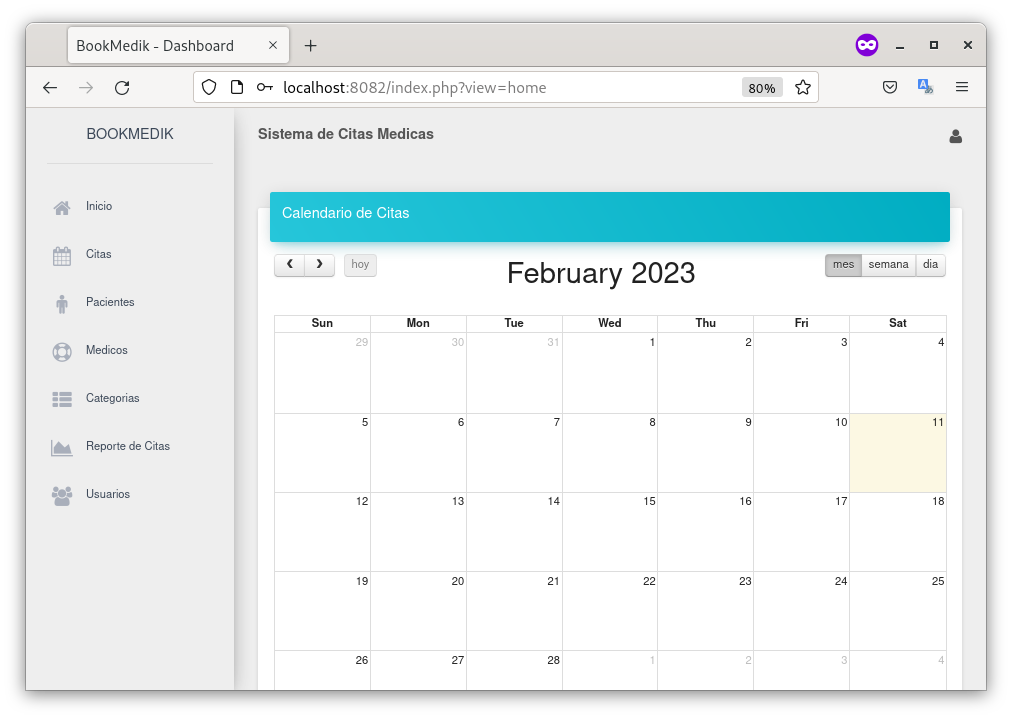 BookMedik - Dashboard
localhost:8082/index.php?view=home
80%
BOOKMEDIK
Sistema de Citas Medicas
Inicio
Citas
Pacientes
Medicos
Categorias
Reporte de Citas
Usuarios
Calendario de Citas
hoy
February 2023
mes semana dia
Sun Mon Tue Wed Thu Fri Sat
29 30 31 1 2 3 4
5 6 7 8 9 10 11
12 13 14 15 16 17 18
19 20 21 22 23 24 25
26 27 28 1 2 3 4